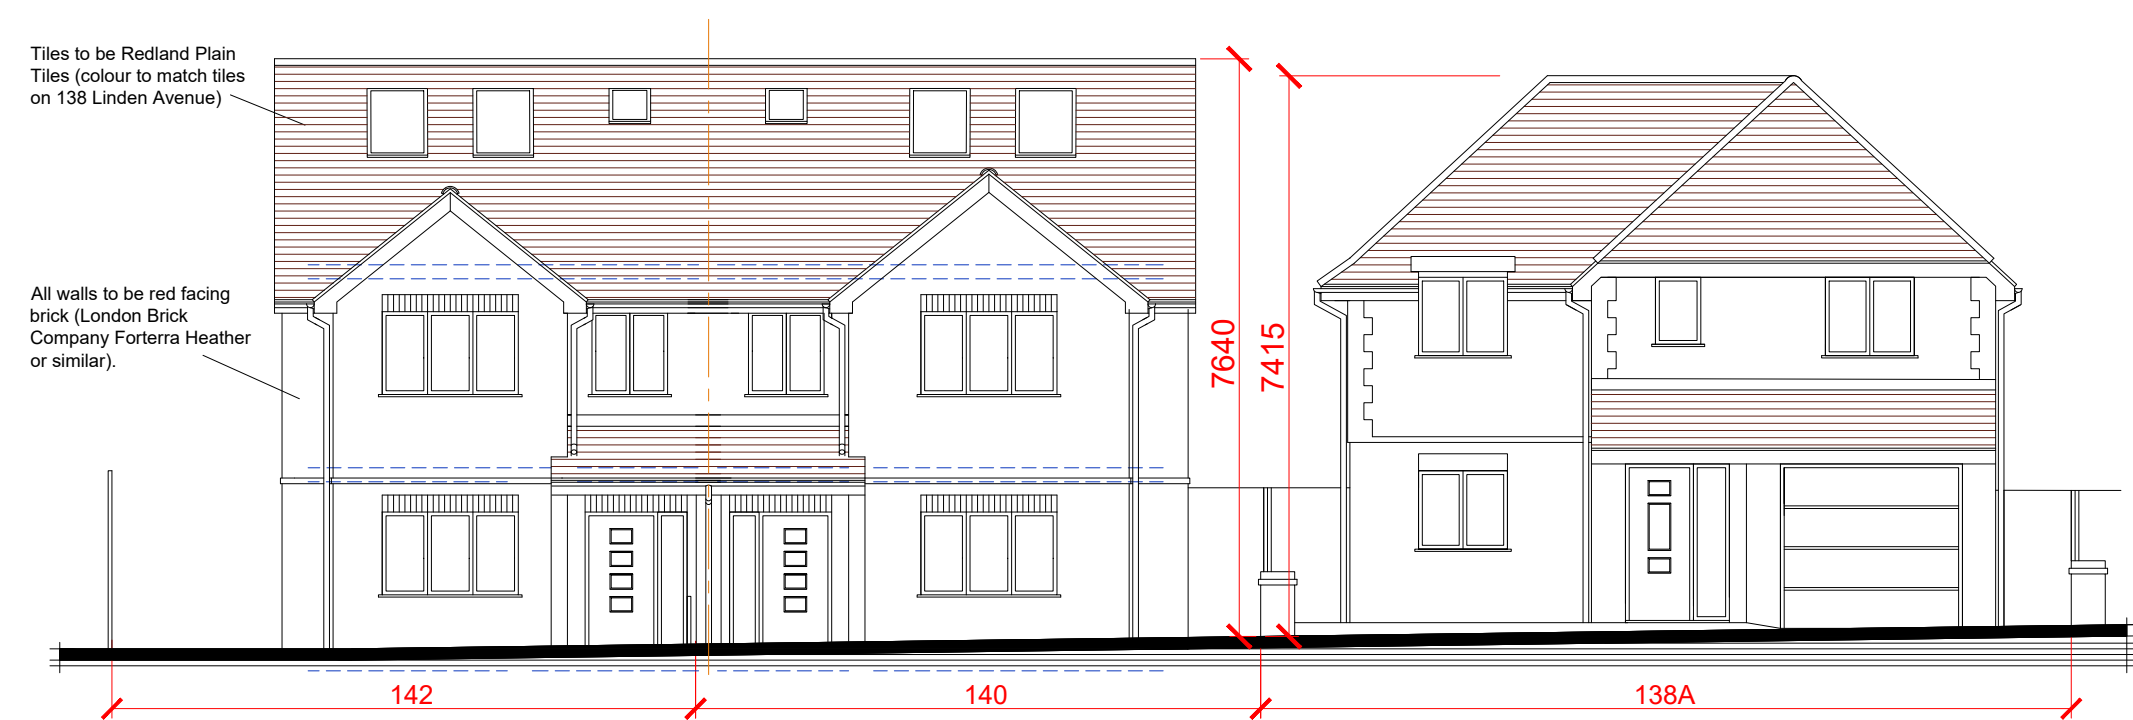 Tiles to be Redland Plain
Tiles (colour to match tiles
on 138 Linden Avenue)
All walls to be red facing
brick (London Brick
Company Forterra Heather
or similar).
7640
7415
142
140
138A